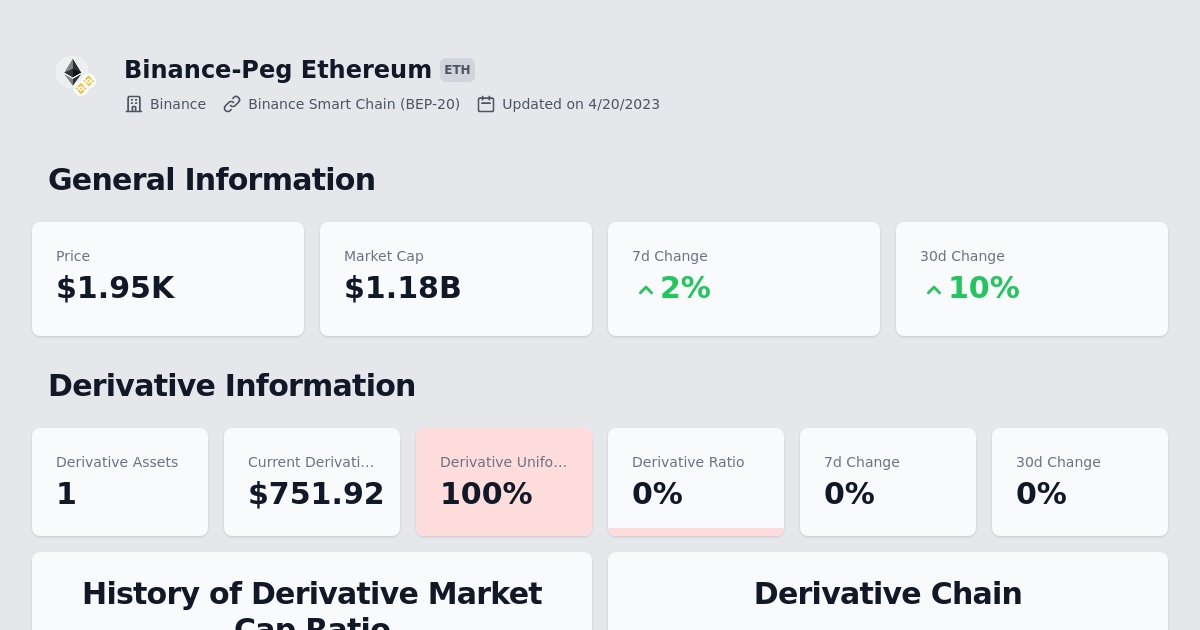 Binance-Peg Ethereum ETH
Binance Binance Smart Chain (BEP-20) Updated on 4/20/2023
General Information
Price
$1.95K
Market Cap
$1.18B
7d Change
2%
30d Change
10%
Derivative Information
Derivative Assets
1
Current Derivati...
$751.92
Derivative Unifo...
100%
Derivative Ratio
0%
7d Change
0%
30d Change
0%
History of Derivative Market
Cap Ratio
Derivative Chain